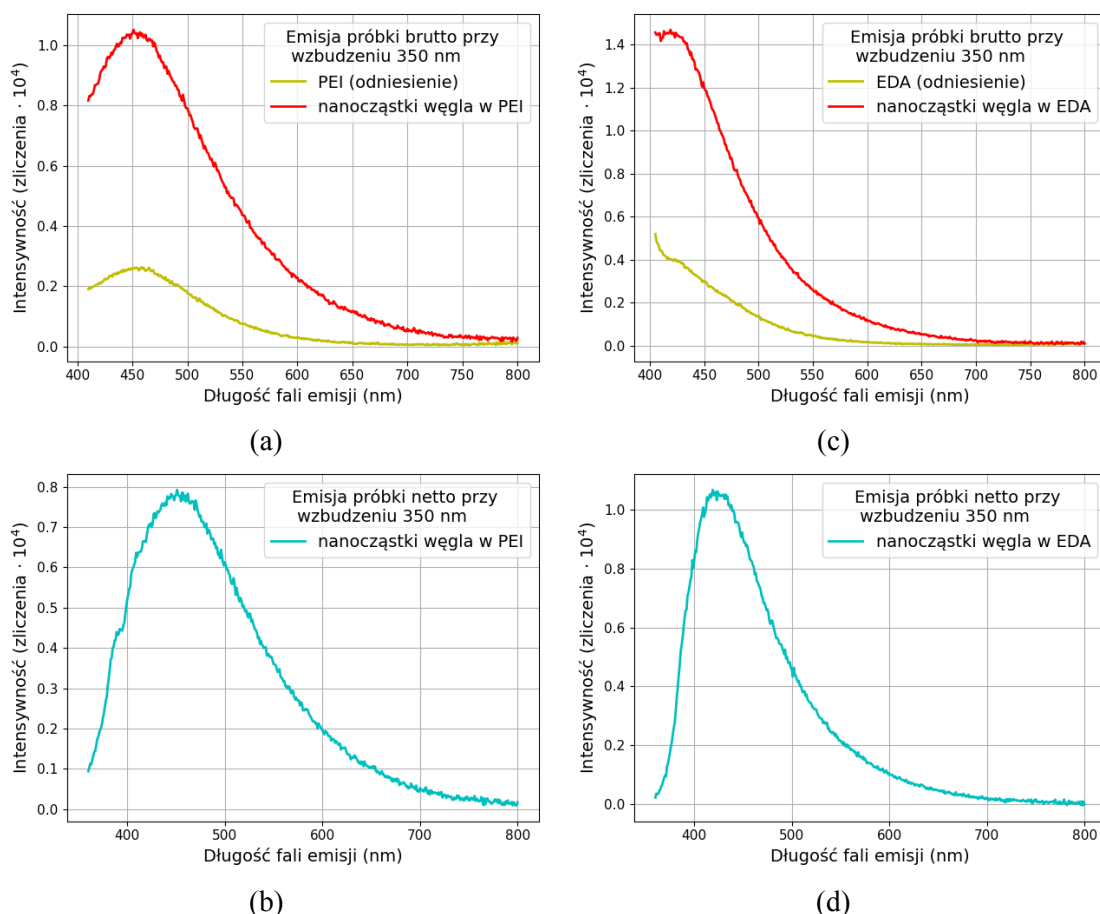 Emisja próbki brutto przy
wzbudzeniu 350 nm
PEI (odniesienie)
nanocząstki węgla w PEI
Intensywność (zliczenia · 10⁴)
1.0
0.8
0.6
0.4
0.2
0.0
400 450 500 550 600 650 700 750 800
Długość fali emisji (nm)
(a)
Emisja próbki brutto przy
wzbudzeniu 350 nm
EDA (odniesienie)
nanocząstki węgla w EDA
Intensywność (zliczenia · 10⁴)
1.4
1.2
1.0
0.8
0.6
0.4
0.2
0.0
400 450 500 550 600 650 700 750 800
Długość fali emisji (nm)
(c)
Emisja próbki netto przy
wzbudzeniu 350 nm
nanocząstki węgla w PEI
Intensywność (zliczenia · 10⁴)
0.8
0.7
0.6
0.5
0.4
0.3
0.2
0.1
0.0
400 500 600 700 800
Długość fali emisji (nm)
(b)
Emisja próbki netto przy
wzbudzeniu 350 nm
nanocząstki węgla w EDA
Intensywność (zliczenia · 10⁴)
1.0
0.8
0.6
0.4
0.2
0.0
400 500 600 700 800
Długość fali emisji (nm)
(d)